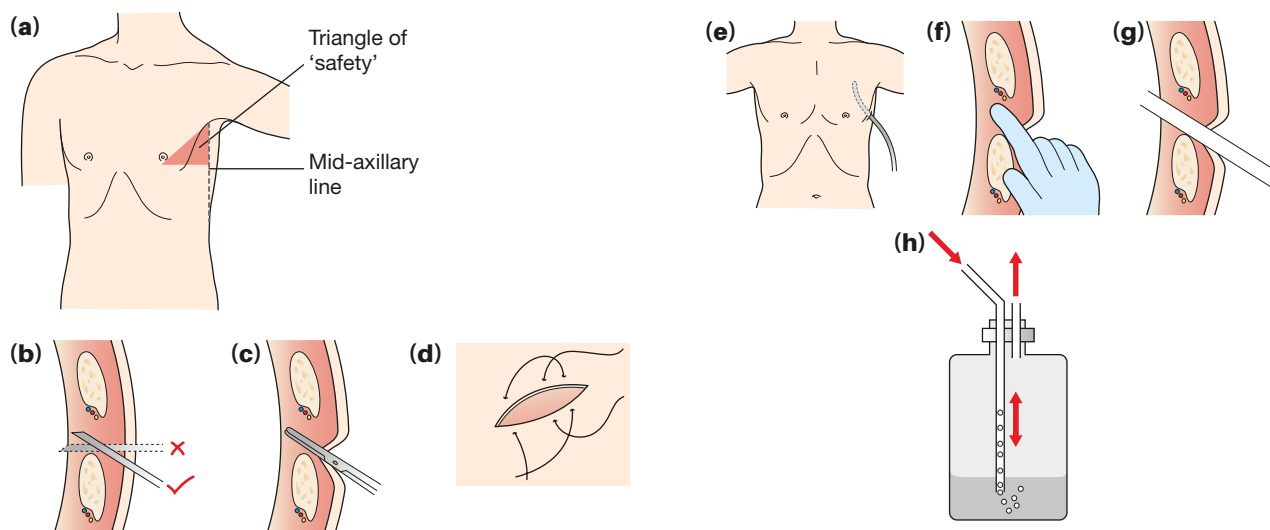 (a)
Triangle of
‘safety’
Mid-axillary
line
(b)
(c)
(d)
(e)
(f)
(g)
(h)